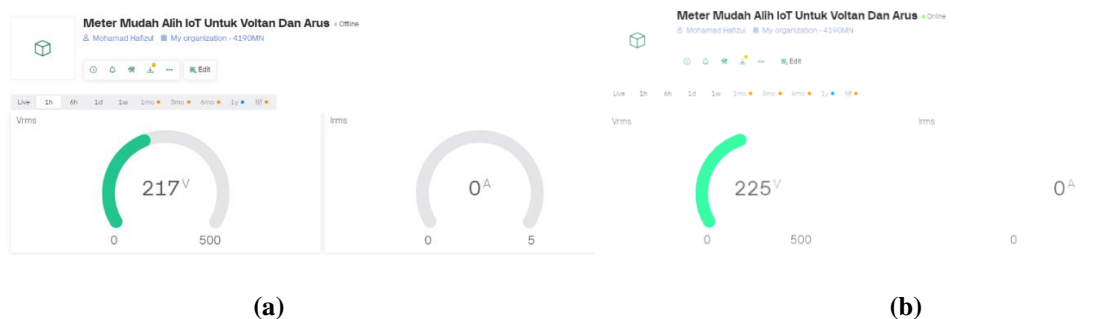 Meter Mudah Alih IoT Untuk Voltan Dan Arus Offline
Mohamad Hafizul My organization - 4190MN
Edit
Live 1h 6h 1d 1w 1mo 3mo 6mo 1y
Vrms
217 V
0 500
Irms
0 A
0 5
(a)
Meter Mudah Alih IoT Untuk Voltan Dan Arus Online
Mohamad Hafizul My organization - 4190MN
Edit
Live 1h 6h 1d 1w 1mo 3mo 6mo 1y
Vrms
225 V
0 500
Irms
0 A
0
(b)